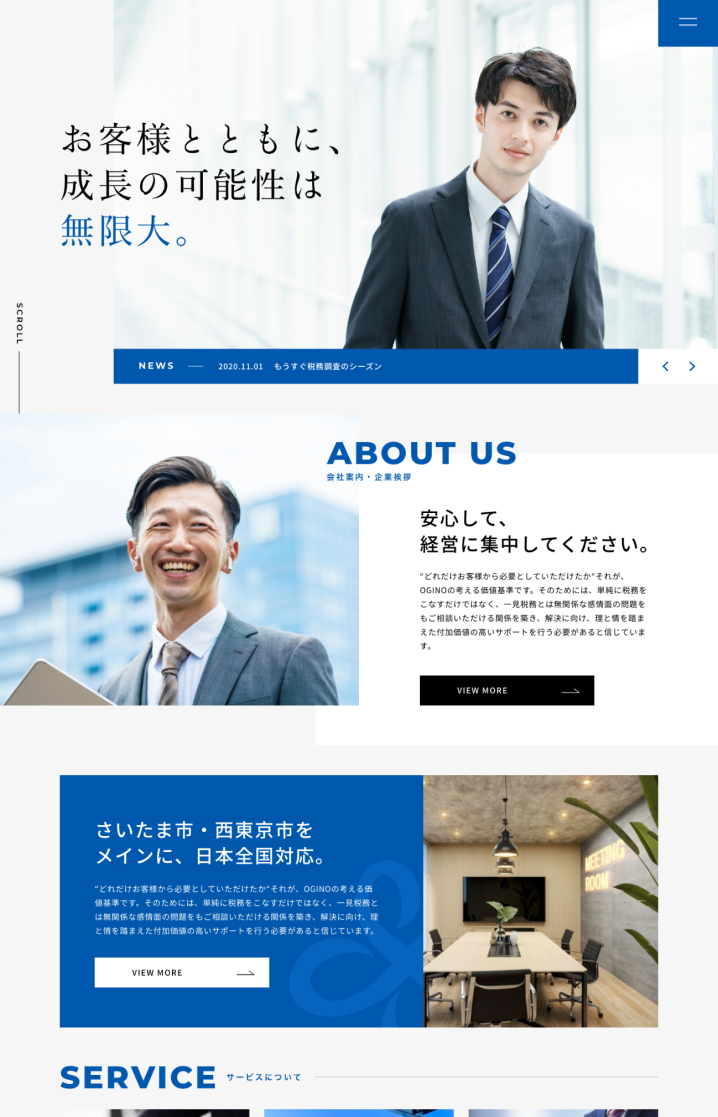 お客様とともに、
成長の可能性は
無限大。
SCROLL
NEWS 2020.11.01 もうすぐ税務調査のシーズン
ABOUT US
会社案内・企業挨拶
安心して、
経営に集中してください。
"どれだけお客様から必要としていただけたか"それが、
OGINOの考える価値基準です。そのためには、単純に税務を
こなすだけではなく、一見税務とは無関係な感情面の問題を
もご相談いただける関係を築き、解決に向け、理と情を踏ま
えた付加価値の高いサポートを行う必要があると信じていま
す。
VIEW MORE
さいたま市・西東京市を
メインに、日本全国対応。
"どれだけお客様から必要としていただけたか"それが、OGINOの考える価
値基準です。そのためには、単純に税務をこなすだけではなく、一見税務と
は無関係な感情面の問題をもご相談いただける関係を築き、解決に向け、理
と情を踏まえた付加価値の高いサポートを行う必要があると信じています。
VIEW MORE
MEETING
ROOM
SERVICE サービスについて